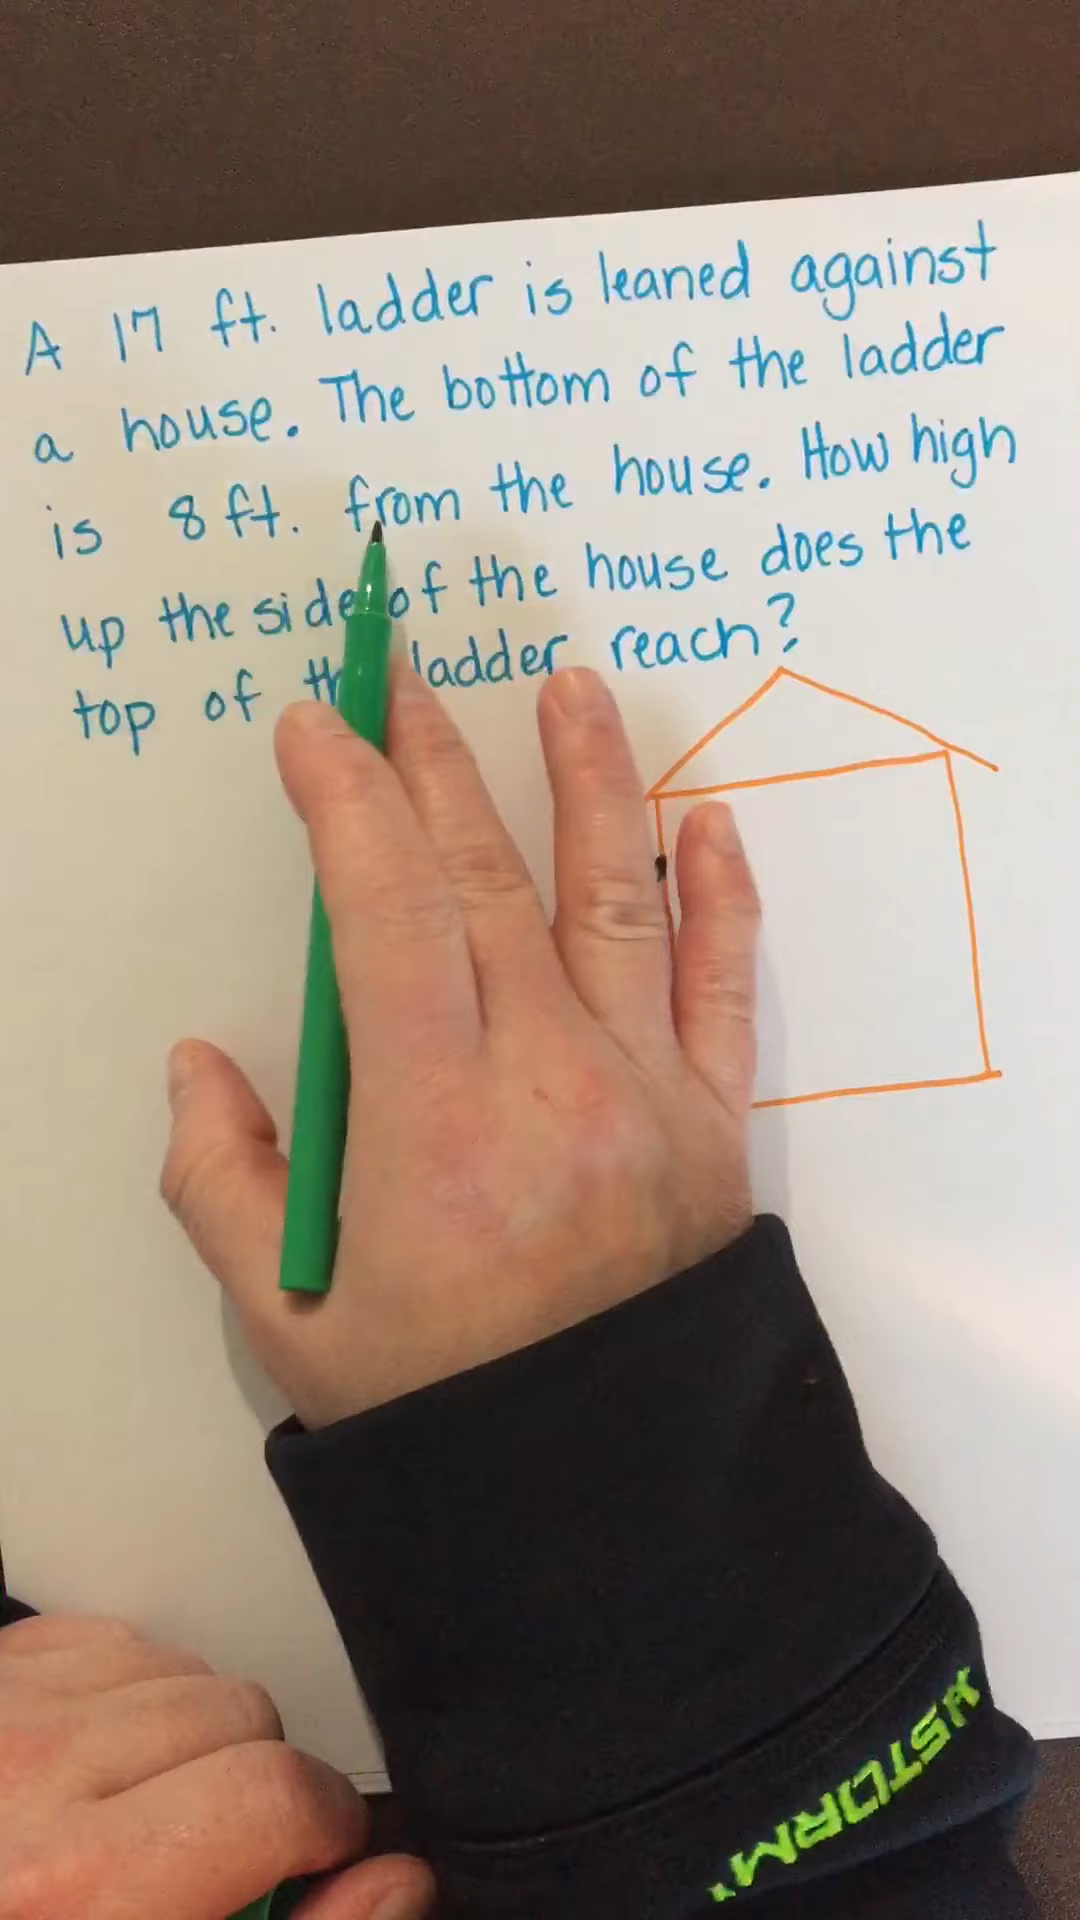 A 17 ft. ladder is leaned against
a house. The bottom of the ladder
is 8 ft. from the house. How high
up the side of the house does the
top of ladder reach?
USTORM